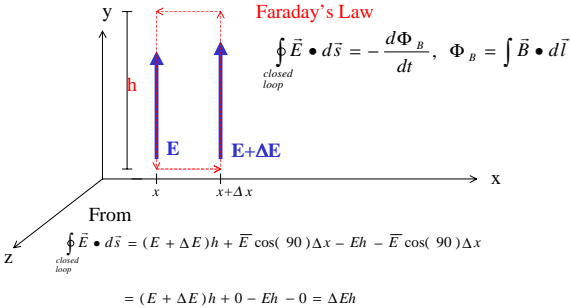 y
Faraday's Law
∮ E⃗ • ds⃗ = − dΦ_B / dt, Φ_B = ∫ B⃗ • dl⃗
closed
loop
h
E
E+ΔE
x
x
x+Δx
From
z
∮ E⃗ • ds⃗ = (E + ΔE)h + E̅ cos(90)Δx − Eh − E̅ cos(90)Δx
closed
loop
= (E + ΔE)h + 0 − Eh − 0 = ΔEh